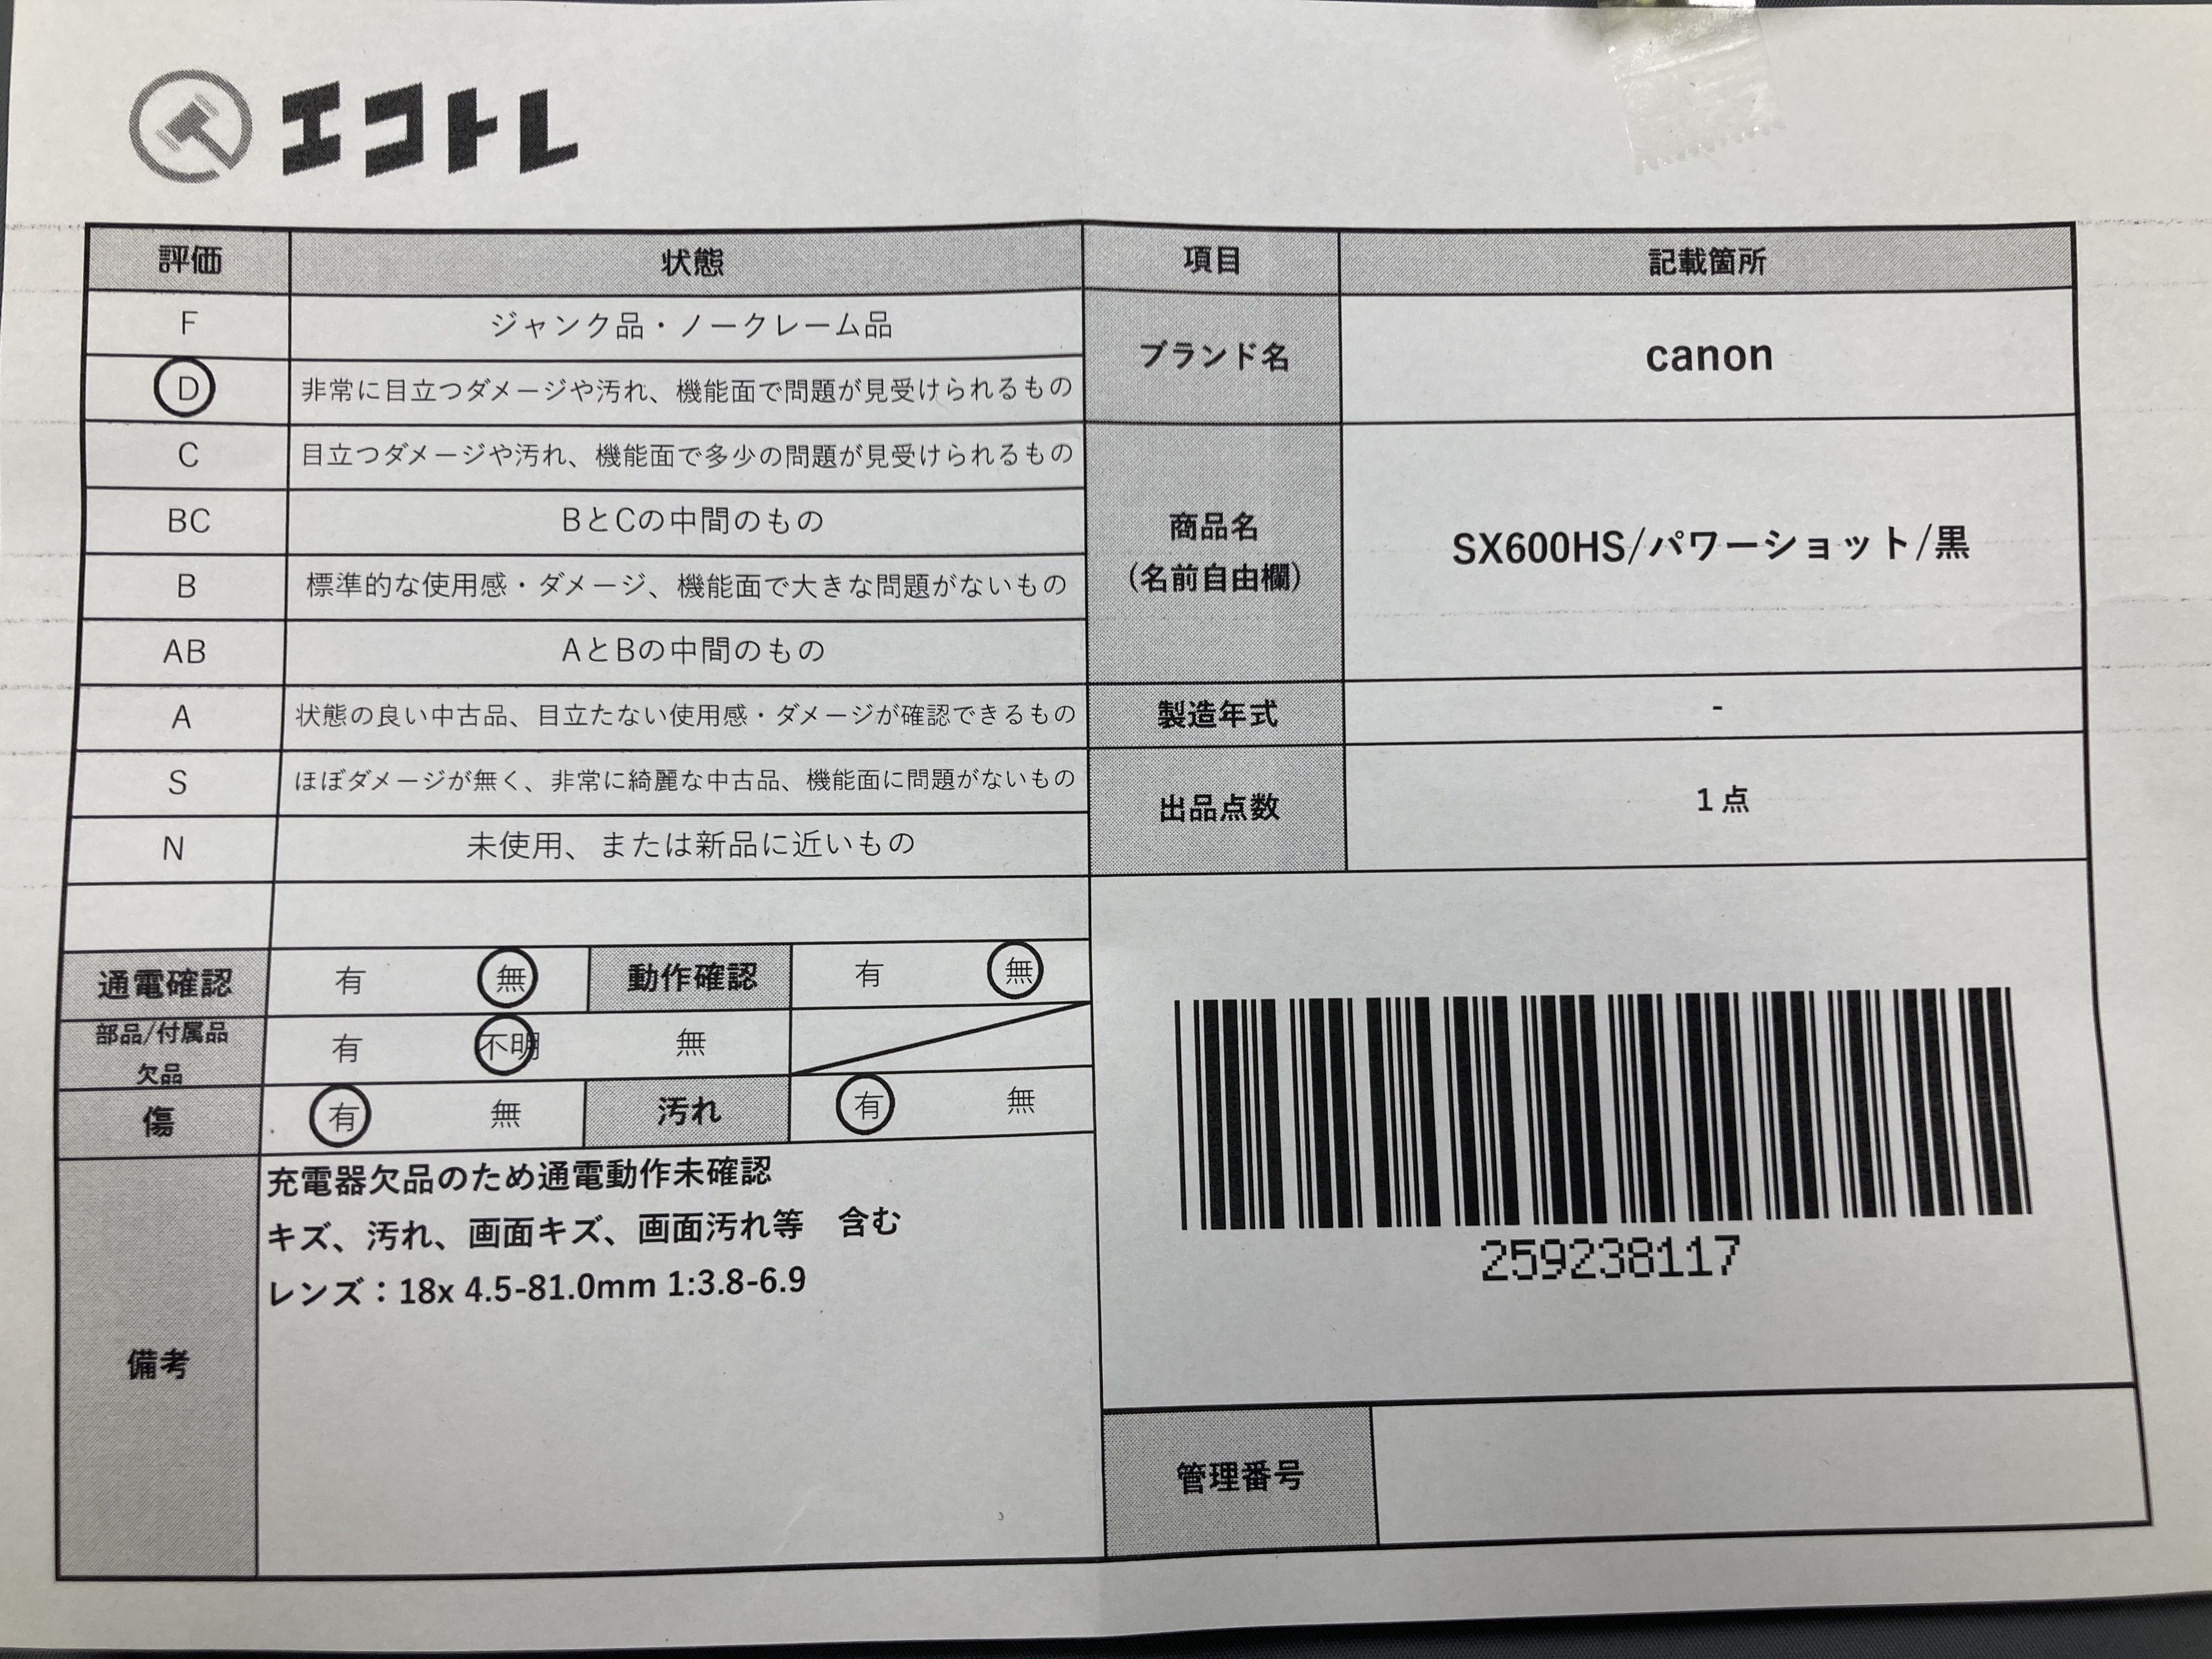 エコトレ
評価 状態
F ジャンク品・ノークレーム品
D 非常に目立つダメージや汚れ、機能面で問題が見受けられるもの
C 目立つダメージや汚れ、機能面で多少の問題が見受けられるもの
BC BとCの中間のもの
B 標準的な使用感・ダメージ、機能面で大きな問題がないもの
AB AとBの中間のもの
A 状態の良い中古品、目立たない使用感・ダメージが確認できるもの
S ほぼダメージが無く、非常に綺麗な中古品、機能面に問題がないもの
N 未使用、または新品に近いもの
通電確認 有 無 動作確認 有 無
部品/付属品
欠品 有 不明 無
傷 有 無 汚れ 有 無
備考
充電器欠品のため通電動作未確認
キズ、汚れ、画面キズ、画面汚れ等　含む
レンズ：18x 4.5-81.0mm 1:3.8-6.9
項目 記載箇所
ブランド名 canon
商品名
(名前自由欄)
SX600HS/パワーショット/黒
製造年式 -
出品点数 1 点
259238117
管理番号